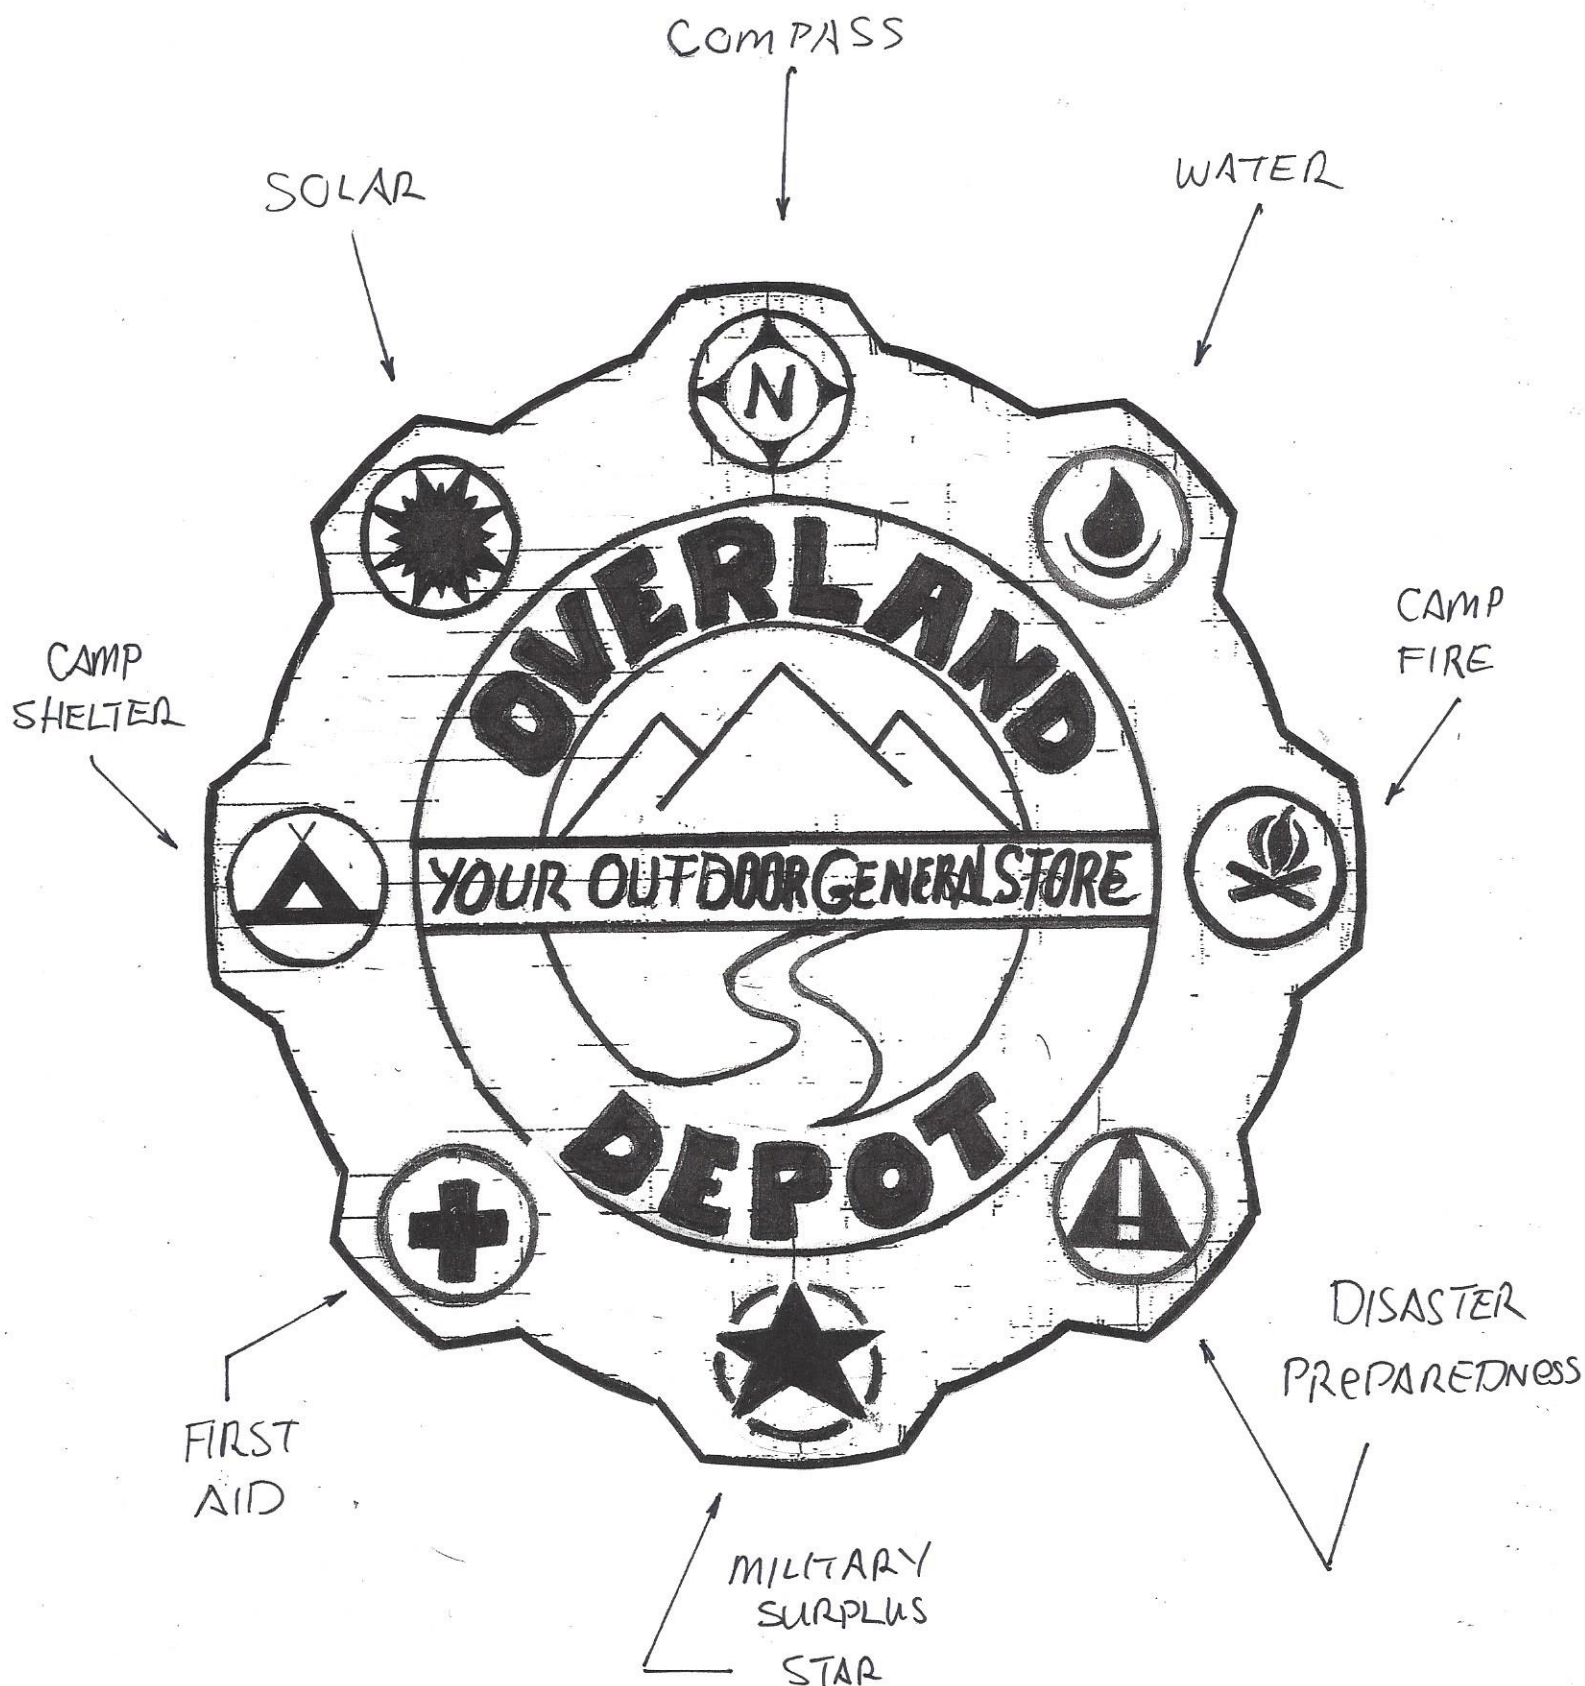 COMPASS
SOLAR
WATER
CAMP
FIRE
CAMP
SHELTER
N
OVERLAND
YOUR OUTDOOR GENERAL STORE
DEPOT
!
FIRST
AID
DISASTER
PREPAREDNESS
MILITARY
SURPLUS
STAR